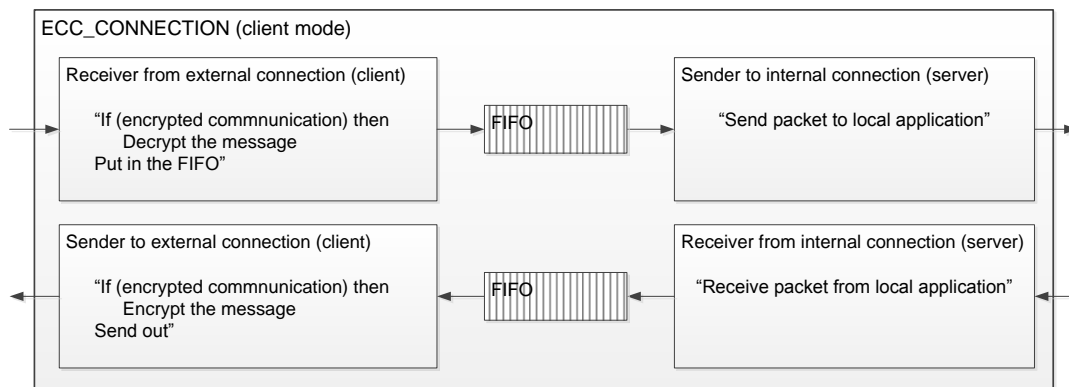 ECC_CONNECTION (client mode)
Receiver from external connection (client)
“If (encrypted commnunication) then
Decrypt the message
Put in the FIFO”
FIFO
Sender to internal connection (server)
“Send packet to local application”
Sender to external connection (client)
“If (encrypted commnunication) then
Encrypt the message
Send out”
FIFO
Receiver from internal connection (server)
“Receive packet from local application”